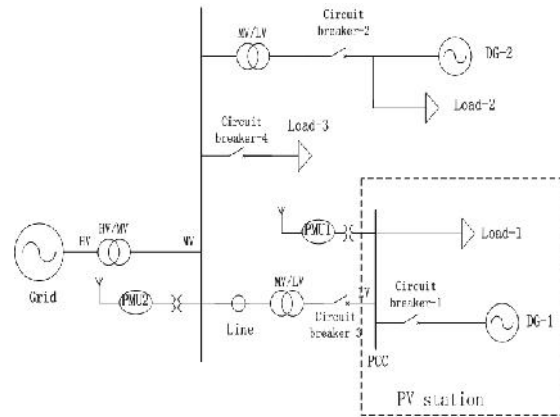 MV/LV
Circuit
breaker-2
DG-2
Load-2
Circuit
breaker-4
Load-3
HV/MV
HV
MV
Grid
PMU1
Load-1
PMU2
MV/LV
Line
Circuit
breaker 3
Circuit
breaker-1
DG-1
PCC
PV station